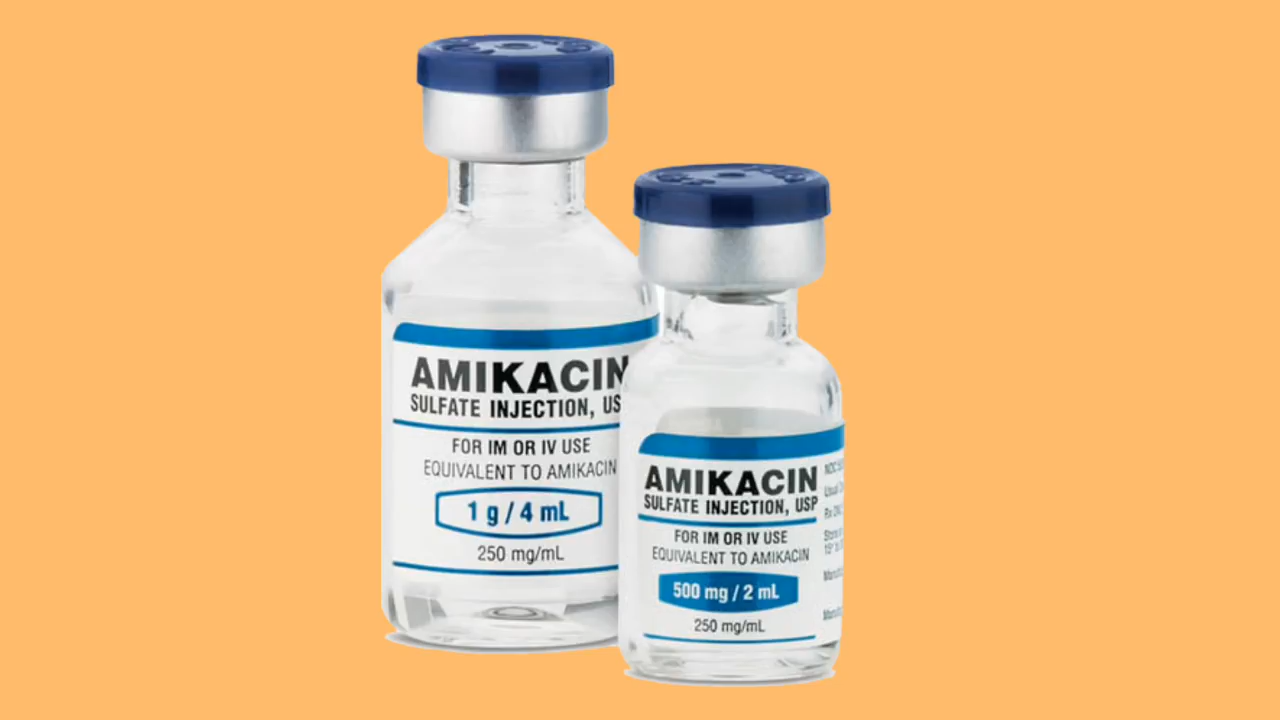 AMIKACIN
SULFATE INJECTION, US
FOR IM OR IV USE
EQUIVALENT TO AMIKACIN
1 g / 4 mL
250 mg/mL
AMIKACIN
SULFATE INJECTION, USP
FOR IM OR IV USE
EQUIVALENT TO AMIKACIN
500 mg / 2 mL
250 mg/mL